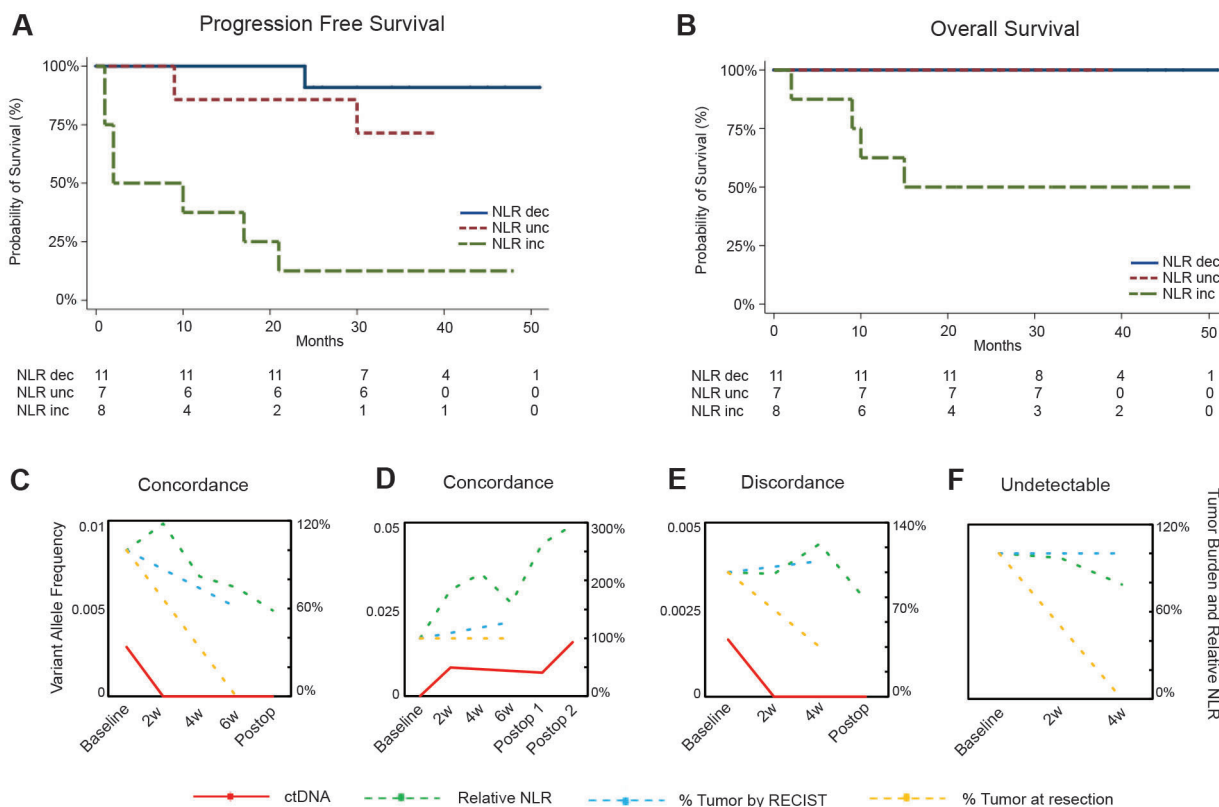 A
Progression Free Survival
Probability of Survival (%)
100%
75%
50%
25%
0%
NLR dec
NLR unc
NLR inc
0 10 20 30 40 50
Months
NLR dec 11 11 11 7 4 1
NLR unc 7 6 6 6 0 0
NLR inc 8 4 2 1 1 0
B
Overall Survival
Probability of Survival (%)
100%
75%
50%
25%
0%
NLR dec
NLR unc
NLR inc
0 10 20 30 40 50
Months
NLR dec 11 11 11 8 4 1
NLR unc 7 7 7 7 0 0
NLR inc 8 6 4 3 2 0
C
Concordance
Variant Allele Frequency
0.01
0.005
0
120%
60%
0%
Baseline 2w 4w 6w Postop
D
Concordance
0.05
0.025
0
300%
200%
100%
0%
Baseline 2w 4w 6w Postop 1 Postop 2
E
Discordance
0.005
0.0025
0
140%
70%
0%
Baseline 2w 4w Postop
F
Undetectable
120%
60%
0%
Tumor Burden and Relative NLR
Baseline 2w 4w
ctDNA Relative NLR % Tumor by RECIST % Tumor at resection